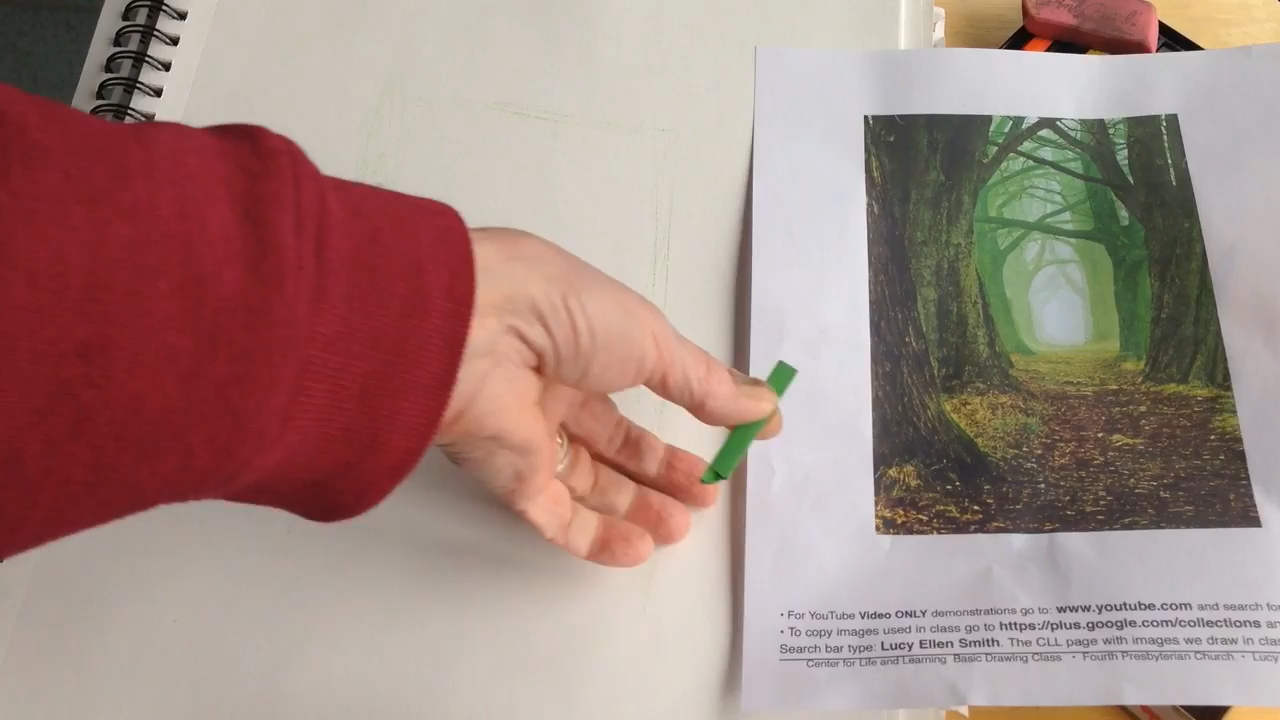 • For YouTube Video ONLY demonstrations go to: www.youtube.com and search for
• To copy images used in class go to https://plus.google.com/collections an
Search bar type: Lucy Ellen Smith. The CLL page with images we draw in clas
Center for Life and Learning Basic Drawing Class • Fourth Presbyterian Church • Lucy